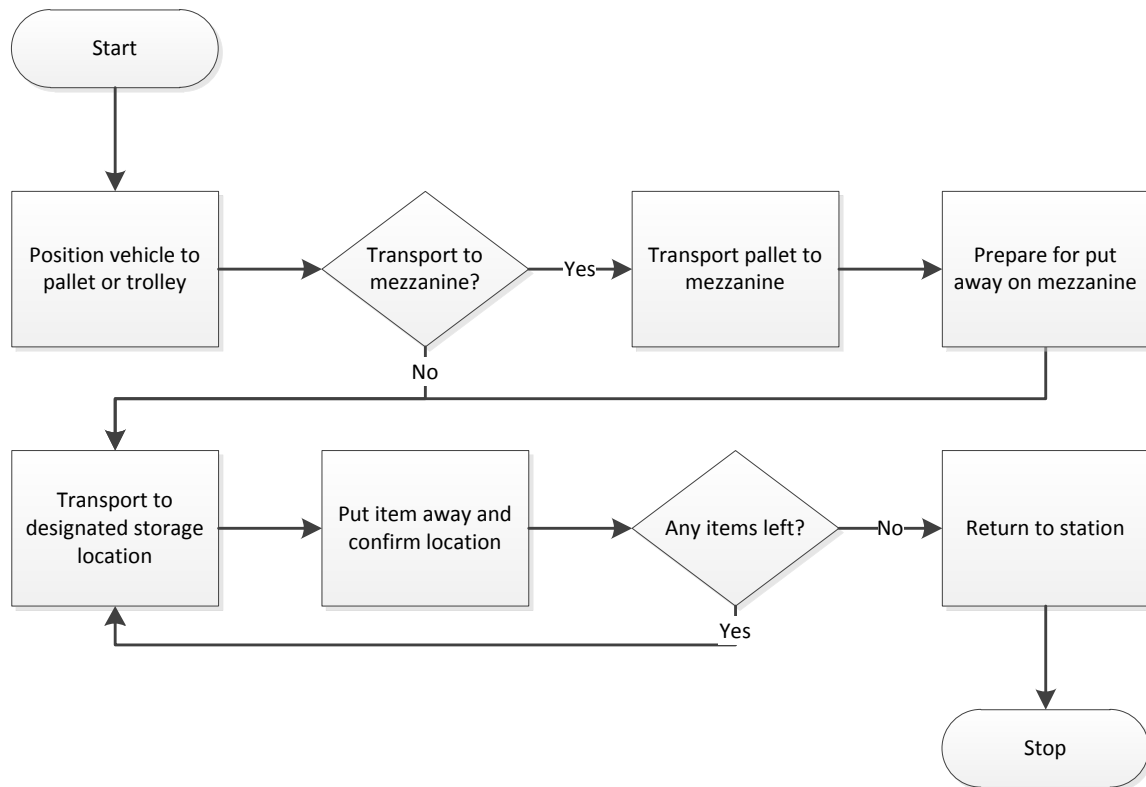 Start
Position vehicle to
pallet or trolley
Transport to
mezzanine?
Yes
Transport pallet to
mezzanine
Prepare for put
away on mezzanine
No
Transport to
designated storage
location
Put item away and
confirm location
Any items left?
No
Return to station
Yes
Stop